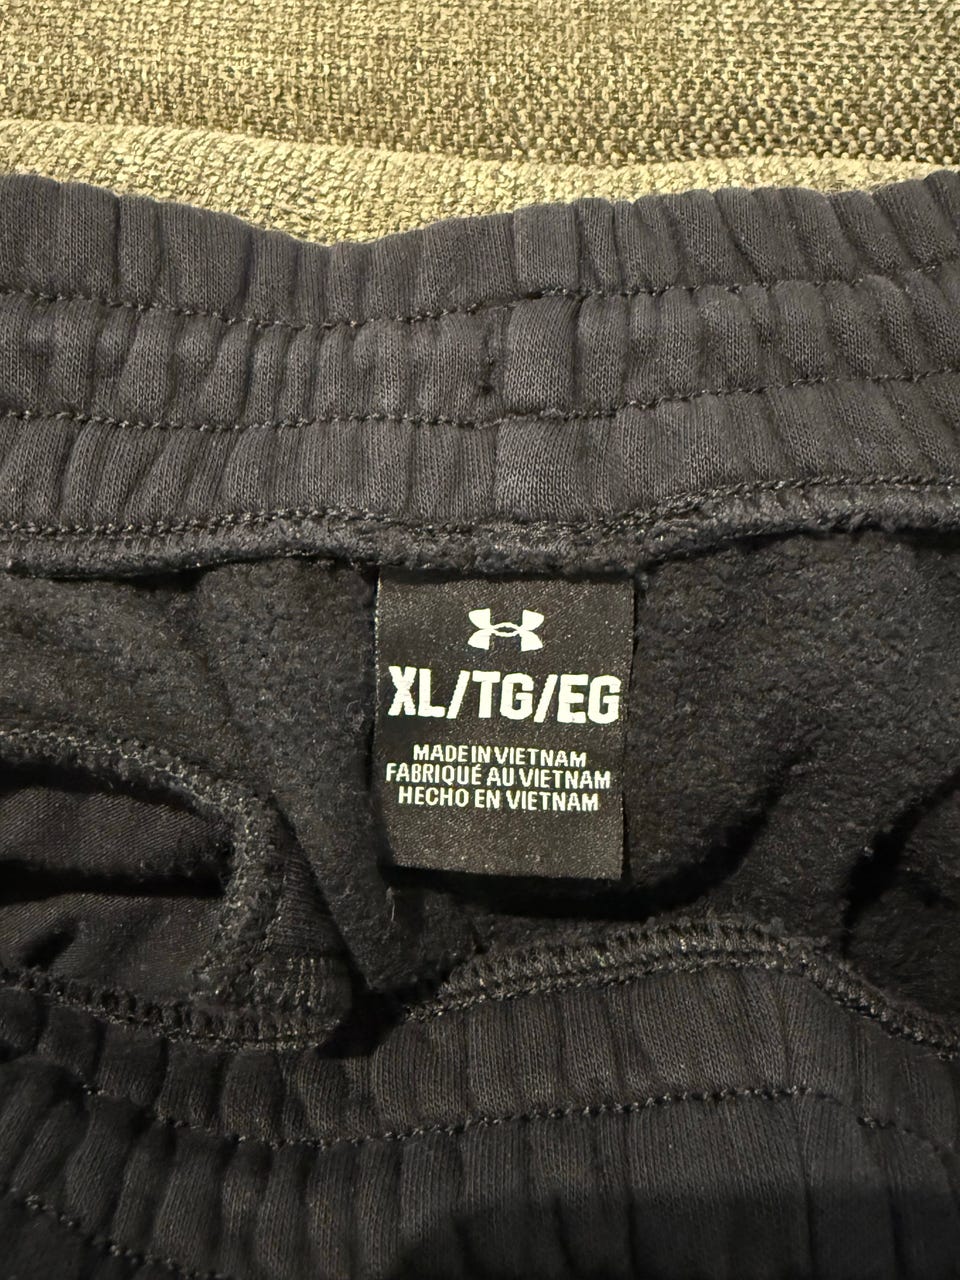 XL/TG/EG
MADE IN VIETNAM
FABRIQUÉ AU VIETNAM
HECHO EN VIETNAM